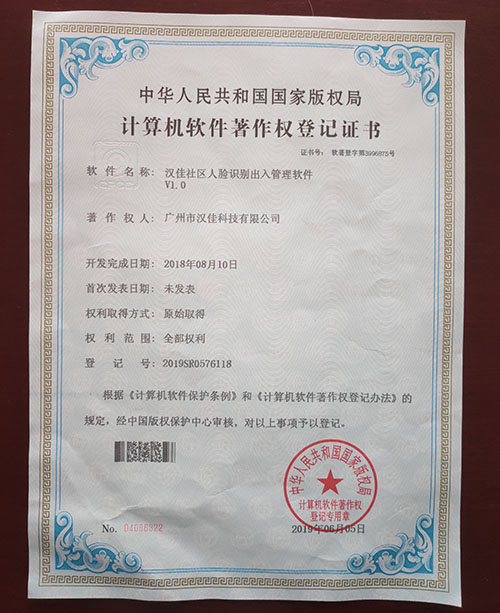 中华人民共和国国家版权局
计算机软件著作权登记证书
证书号： 软著登字第3996875号
软件名称： 汉佳社区人脸识别出入管理软件
V1.0
著作权人： 广州市汉佳科技有限公司
开发完成日期： 2018年08月10日
首次发表日期： 未发表
权利取得方式： 原始取得
权利范围： 全部权利
登记号： 2019SR0576118
根据《计算机软件保护条例》和《计算机软件著作权登记办法》的
规定，经中国版权保护中心审核，对以上事项予以登记。
中华人民共和国国家版权局
计算机软件著作权
登记专用章
No.
2019年06月05日